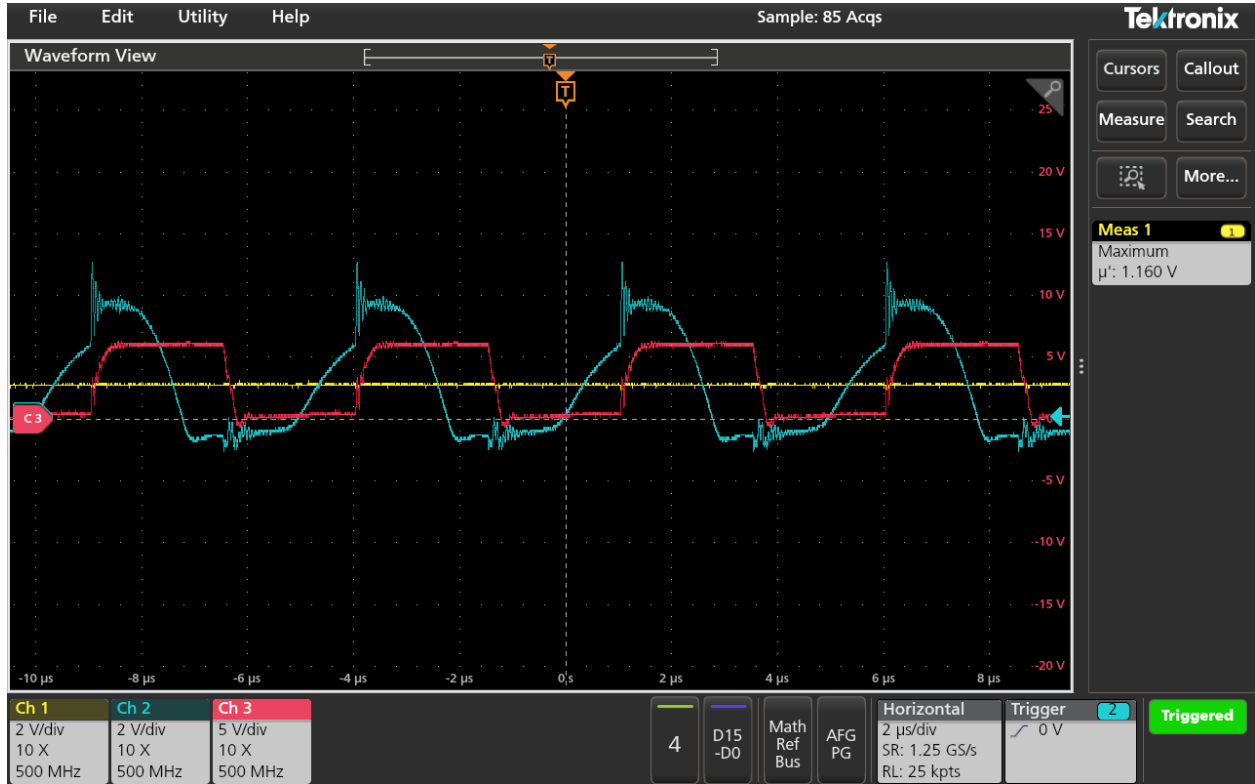 File Edit Utility Help Sample: 85 Acqs Tektronix
Waveform View
T
T
Cursors Callout
Measure Search
More...
Meas 1 1
Maximum
µ': 1.160 V
25
20 V
15 V
10 V
5 V
C 3
-5 V
-10 V
-15 V
-20 V
-10 µs -8 µs -6 µs -4 µs -2 µs 0s 2 µs 4 µs 6 µs 8 µs
Ch 1
2 V/div
10 X
500 MHz
Ch 2
2 V/div
10 X
500 MHz
Ch 3
5 V/div
10 X
500 MHz
4
D15
-D0
Math
Ref
Bus
AFG
PG
Horizontal
2 µs/div
SR: 1.25 GS/s
RL: 25 kpts
Trigger 2
0 V
Triggered